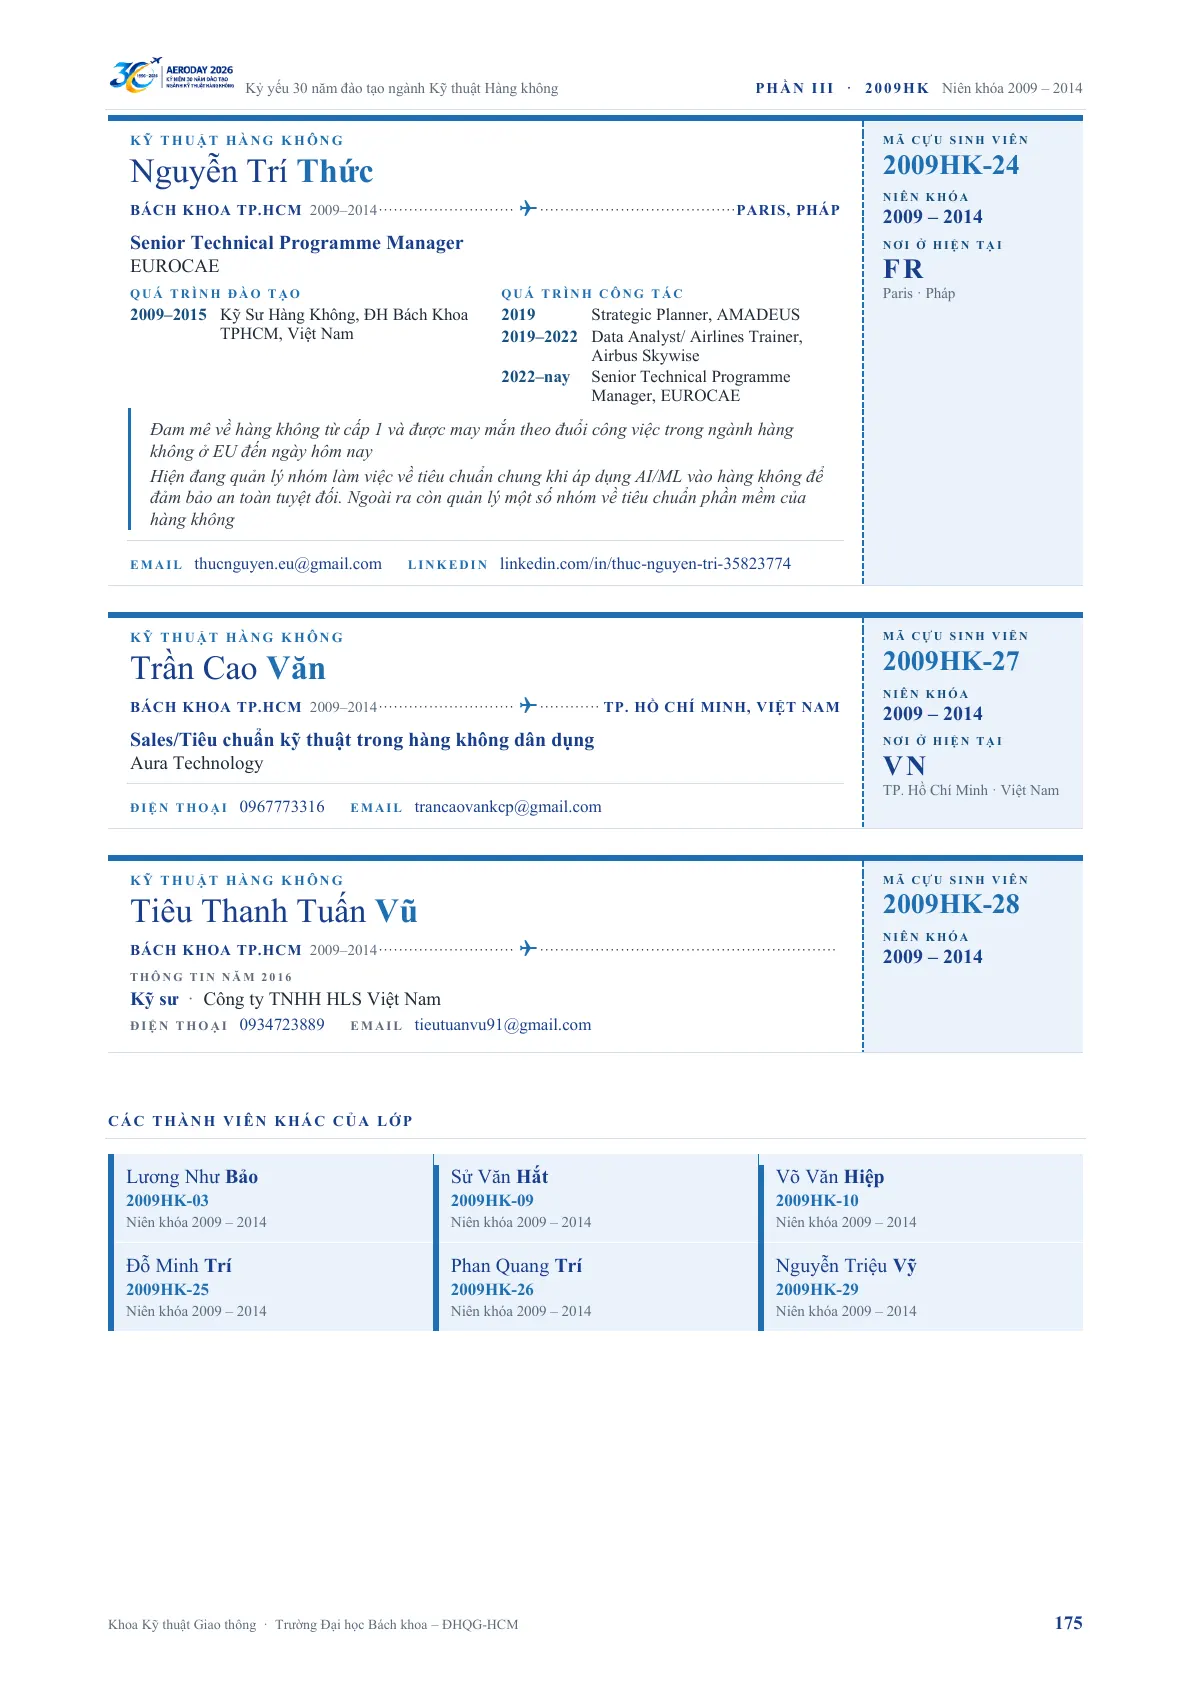 30
1996 - 2026
AERODAY 2026
KỶ NIỆM 30 NĂM ĐÀO TẠO
NGÀNH KỸ THUẬT HÀNG KHÔNG
Kỷ yếu 30 năm đào tạo ngành Kỹ thuật Hàng không
PHẦN III · 2009HK Niên khóa 2009 – 2014
KỸ THUẬT HÀNG KHÔNG
Nguyễn Trí Thức
BÁCH KHOA TP.HCM 2009–2014 PARIS, PHÁP
Senior Technical Programme Manager
EUROCAE
QUÁ TRÌNH ĐÀO TẠO
2009–2015 Kỹ Sư Hàng Không, ĐH Bách Khoa
TPHCM, Việt Nam
QUÁ TRÌNH CÔNG TÁC
2019 Strategic Planner, AMADEUS
2019–2022 Data Analyst/ Airlines Trainer,
Airbus Skywise
2022–nay Senior Technical Programme
Manager, EUROCAE
Đam mê về hàng không từ cấp 1 và được may mắn theo đuổi công việc trong ngành hàng
không ở EU đến ngày hôm nay
Hiện đang quản lý nhóm làm việc về tiêu chuẩn chung khi áp dụng AI/ML vào hàng không để
đảm bảo an toàn tuyệt đối. Ngoài ra còn quản lý một số nhóm về tiêu chuẩn phần mềm của
hàng không
EMAIL thucnguyen.eu@gmail.com LINKEDIN linkedin.com/in/thuc-nguyen-tri-35823774
MÃ CỰU SINH VIÊN
2009HK-24
NIÊN KHÓA
2009 – 2014
NƠI Ở HIỆN TẠI
FR
Paris · Pháp
KỸ THUẬT HÀNG KHÔNG
Trần Cao Văn
BÁCH KHOA TP.HCM 2009–2014 TP. HỒ CHÍ MINH, VIỆT NAM
Sales/Tiêu chuẩn kỹ thuật trong hàng không dân dụng
Aura Technology
ĐIỆN THOẠI 0967773316 EMAIL trancaovankcp@gmail.com
MÃ CỰU SINH VIÊN
2009HK-27
NIÊN KHÓA
2009 – 2014
NƠI Ở HIỆN TẠI
VN
TP. Hồ Chí Minh · Việt Nam
KỸ THUẬT HÀNG KHÔNG
Tiêu Thanh Tuấn Vũ
BÁCH KHOA TP.HCM 2009–2014
THÔNG TIN NĂM 2016
Kỹ sư · Công ty TNHH HLS Việt Nam
ĐIỆN THOẠI 0934723889 EMAIL tieutuanvu91@gmail.com
MÃ CỰU SINH VIÊN
2009HK-28
NIÊN KHÓA
2009 – 2014
CÁC THÀNH VIÊN KHÁC CỦA LỚP
Lương Như Bảo
2009HK-03
Niên khóa 2009 – 2014
Sử Văn Hắt
2009HK-09
Niên khóa 2009 – 2014
Võ Văn Hiệp
2009HK-10
Niên khóa 2009 – 2014
Đỗ Minh Trí
2009HK-25
Niên khóa 2009 – 2014
Phan Quang Trí
2009HK-26
Niên khóa 2009 – 2014
Nguyễn Triệu Vỹ
2009HK-29
Niên khóa 2009 – 2014
Khoa Kỹ thuật Giao thông · Trường Đại học Bách khoa – ĐHQG-HCM
175